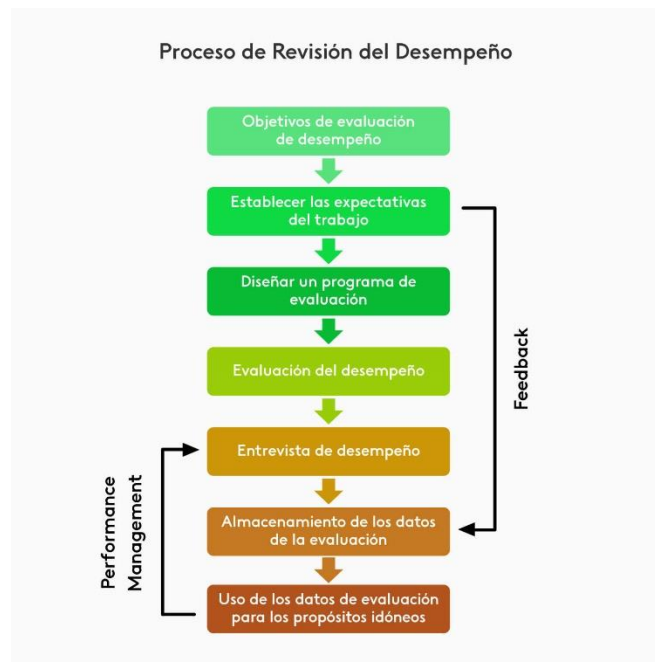 Proceso de Revisión del Desempeño
Objetivos de evaluación
de desempeño
Establecer las expectativas
del trabajo
Diseñar un programa de
evaluación
Evaluación del desempeño
Entrevista de desempeño
Almacenamiento de los datos
de la evaluación
Uso de los datos de evaluación
para los propósitos idóneos
Feedback
Performance
Management